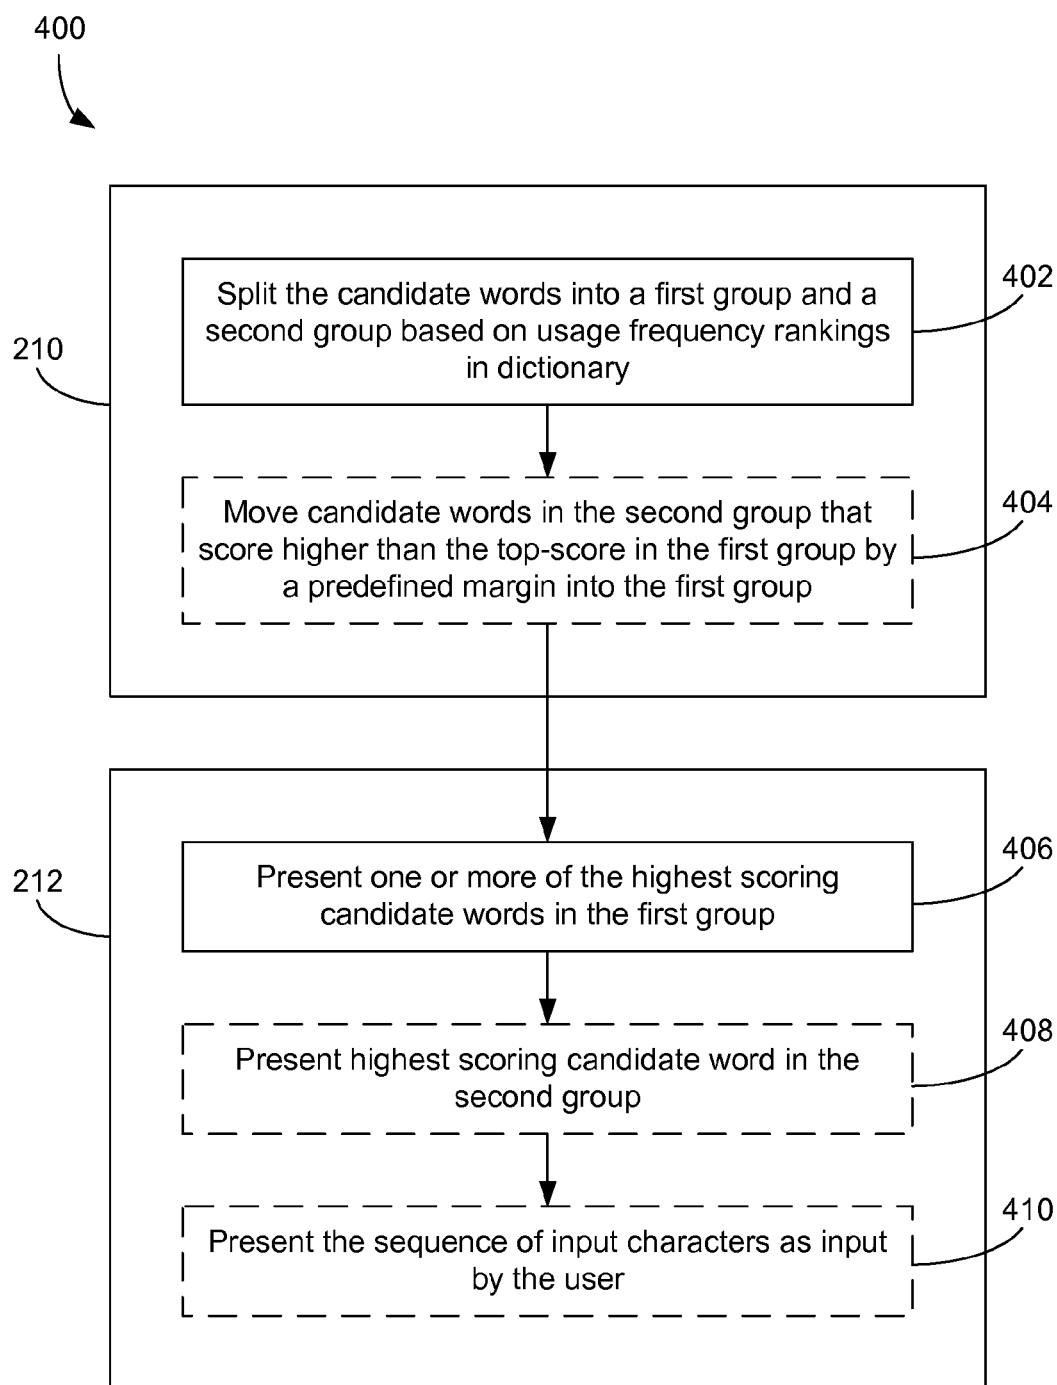 400
402
Split the candidate words into a first group and a
second group based on usage frequency rankings
in dictionary
210
404
Move candidate words in the second group that
score higher than the top-score in the first group by
a predefined margin into the first group
406
Present one or more of the highest scoring
candidate words in the first group
212
408
Present highest scoring candidate word in the
second group
410
Present the sequence of input characters as input
by the user